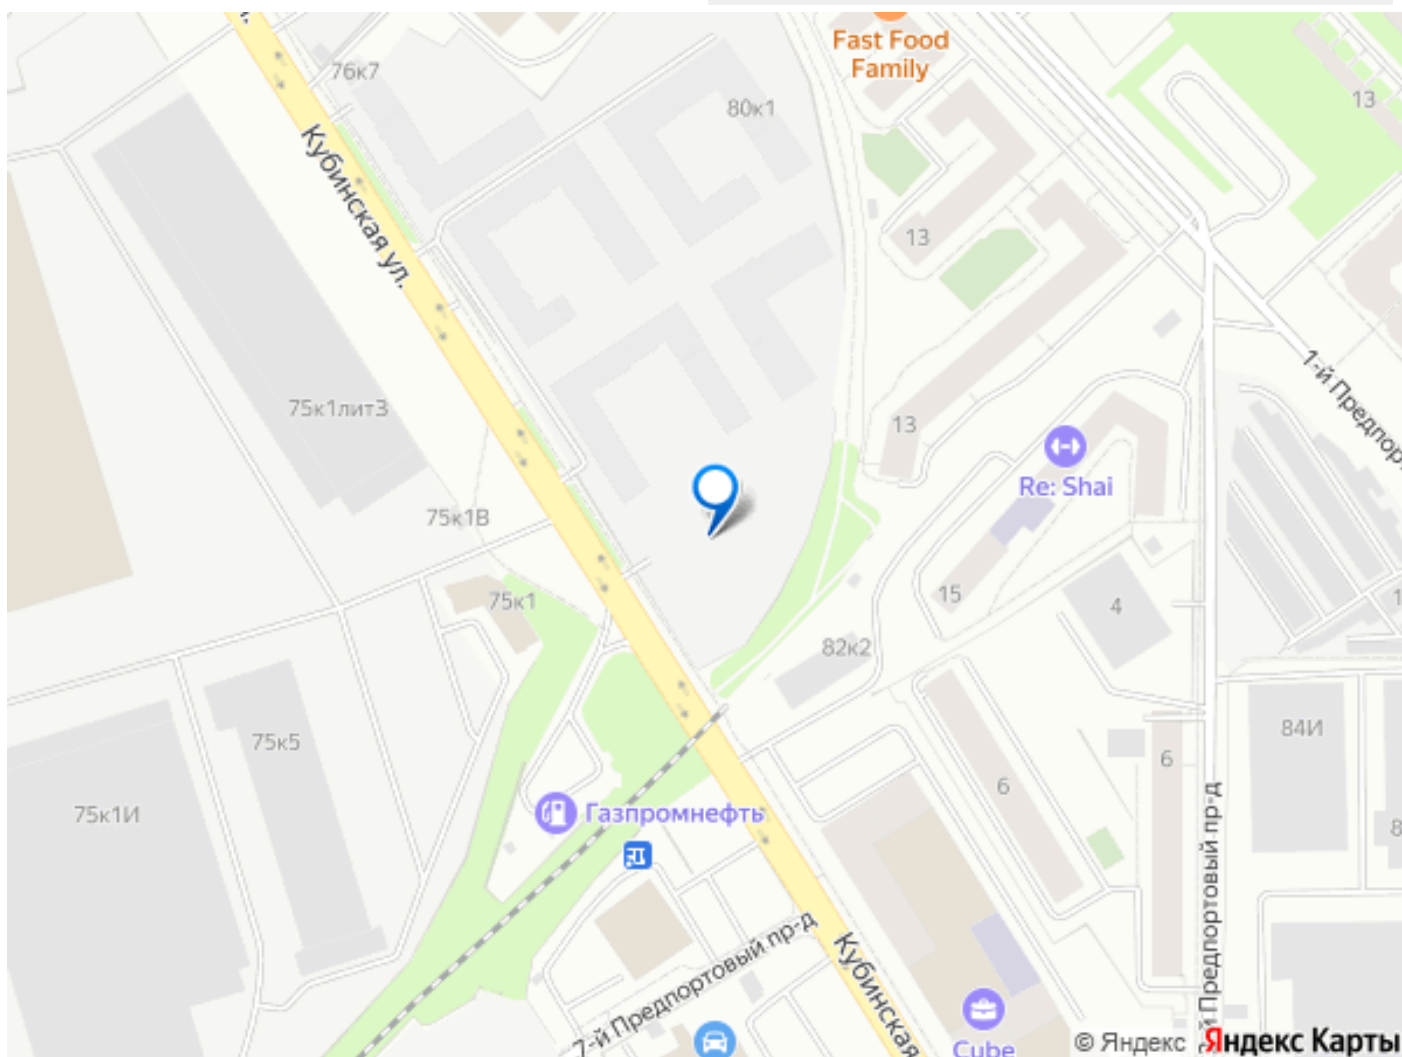 Fast Food
Family
76к7
80к1
13
Кубинская ул.
13
1-й Предпор
75к1лит3
13
Re: Shai
75к1В
75к1
15
4
82к2
84И
75к5
6
6
75к1И
Газпромнефть
7-й Предпортовый пр-д
й Предпортовый пр-д
Кубинская
Cube
© Яндекс
Яндекс Карты